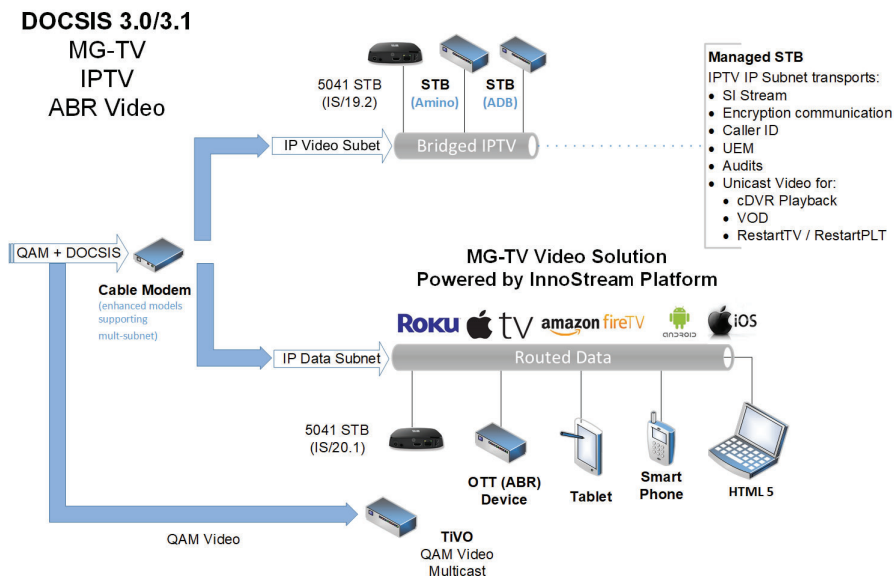 DOCSIS 3.0/3.1
MG-TV
IPTV
ABR Video
5041 STB
(IS/19.2)
STB
(Amino)
STB
(ADB)
IP Video Subet
Bridged IPTV
Managed STB
IPTV IP Subnet transports:
• SI Stream
• Encryption communication
• Caller ID
• UEM
• Audits
• Unicast Video for:
• cDVR Playback
• VOD
• RestartTV / RestartPLT
QAM + DOCSIS
Cable Modem
(enhanced models
supporting
mult-subnet)
MG-TV Video Solution
Powered by InnoStream Platform
ROKU
tv
amazon fireTV
ANDROID
iOS
IP Data Subnet
Routed Data
5041 STB
(IS/20.1)
OTT (ABR)
Device
Tablet
Smart
Phone
HTML 5
QAM Video
TiVO
QAM Video
Multicast